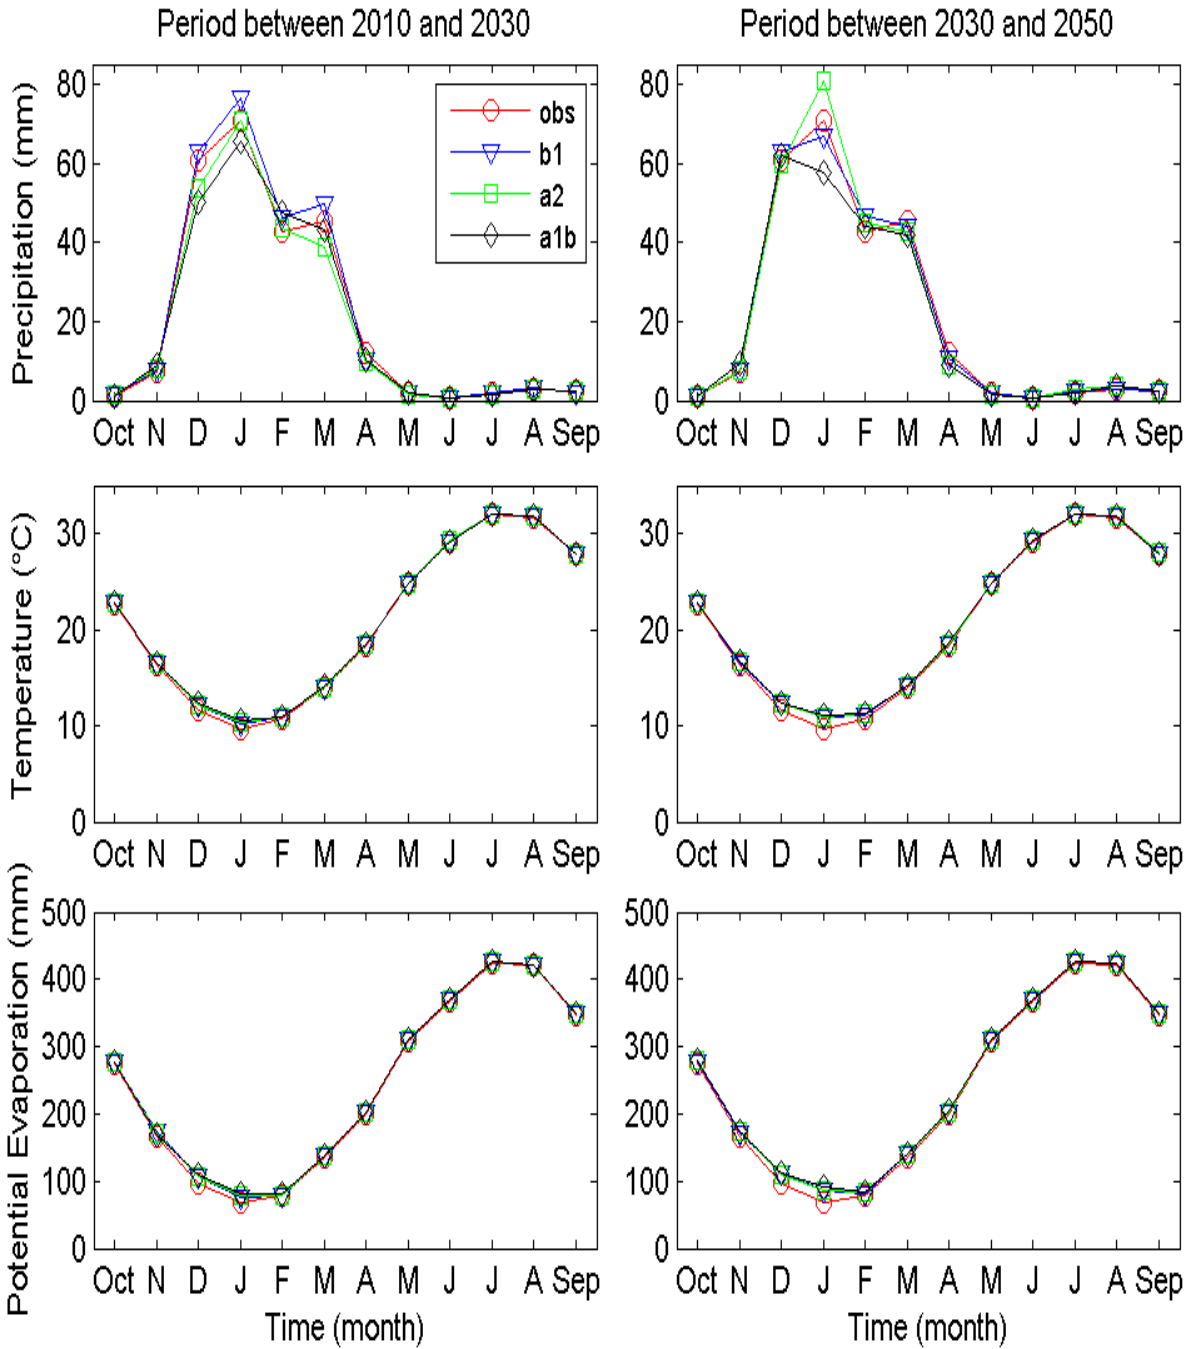 Period between 2010 and 2030
Period between 2030 and 2050
Precipitation (mm)
80
60
40
20
0
obs
b1
a2
a1b
Oct N D J F M A M J J A Sep
80
60
40
20
0
Oct N D J F M A M J J A Sep
Temperature (°C)
30
20
10
0
Oct N D J F M A M J J A Sep
30
20
10
0
Oct N D J F M A M J J A Sep
Potential Evaporation (mm)
500
400
300
200
100
0
Oct N D J F M A M J J A Sep
Time (month)
500
400
300
200
100
0
Oct N D J F M A M J J A Sep
Time (month)